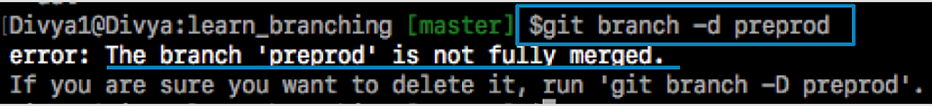 [Divya1@Divya:learn_branching [master] $git branch -d preprod
error: The branch 'preprod' is not fully merged.
If you are sure you want to delete it, run 'git branch -D preprod'.